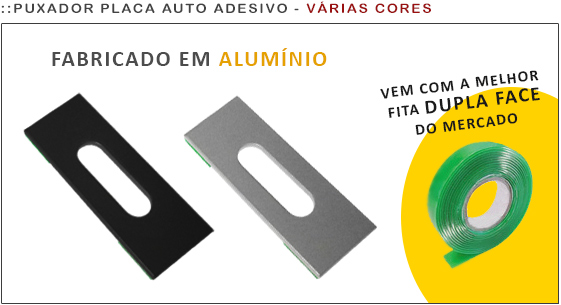 ::PUXADOR PLACA AUTO ADESIVO - VÁRIAS CORES
FABRICADO EM ALUMÍNIO
VEM COM A MELHOR
FITA DUPLA FACE
DO MERCADO